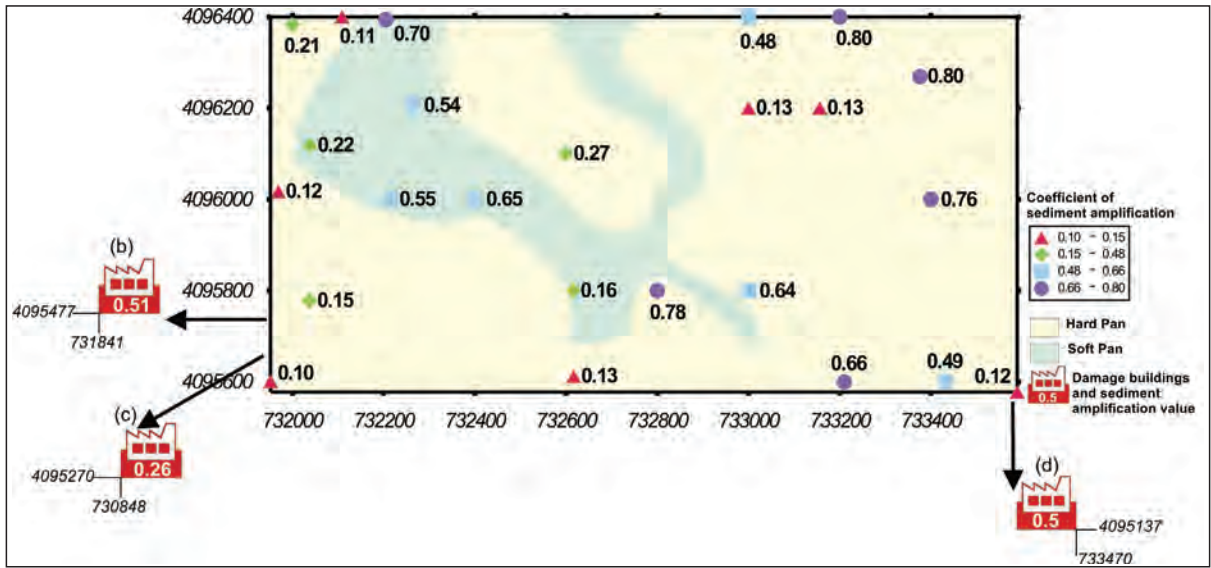 4096400
0.21
0.11
0.70
0.48
0.80
0.80
4096200
0.54
0.13
0.13
0.22
0.27
0.12
4096000
0.55
0.65
0.76
Coefficient of
sediment amplification
0.10 - 0.15
0.15 - 0.48
0.48 - 0.66
0.66 - 0.80
(b)
0.51
4095477
731841
4095800
0.15
0.16
0.78
0.64
Hard Pan
Soft Pan
0.10
4095600
0.13
0.66
0.49
0.12
0.5
Damage buildings
and sediment
amplification value
732000 732200 732400 732600 732800 733000 733200 733400
(c)
0.26
4095270
730848
(d)
0.5
4095137
733470